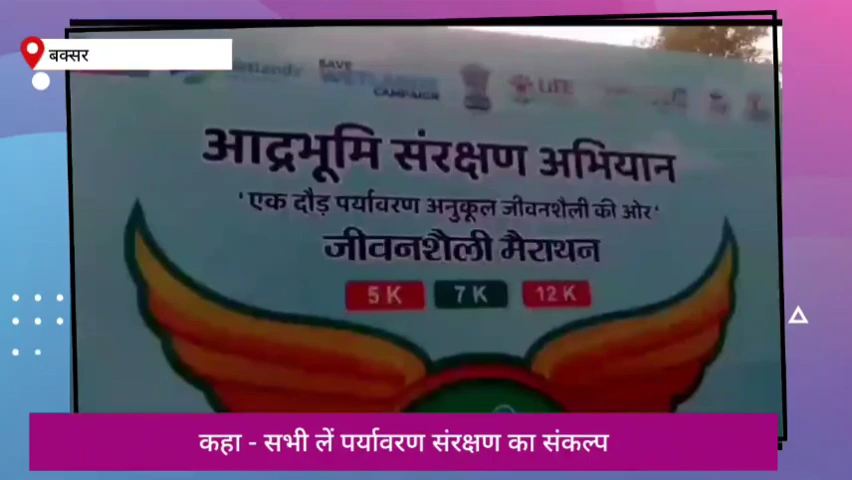 बक्सर
SAVE
WETLANDS
CAMPAIGN
LiFE
आद्रभूमि संरक्षण अभियान
'एक दौड़ पर्यावरण अनुकूल जीवनशैली की ओर'
जीवनशैली मैराथन
5 K 7 K 12 K
कहा - सभी लें पर्यावरण संरक्षण का संकल्प